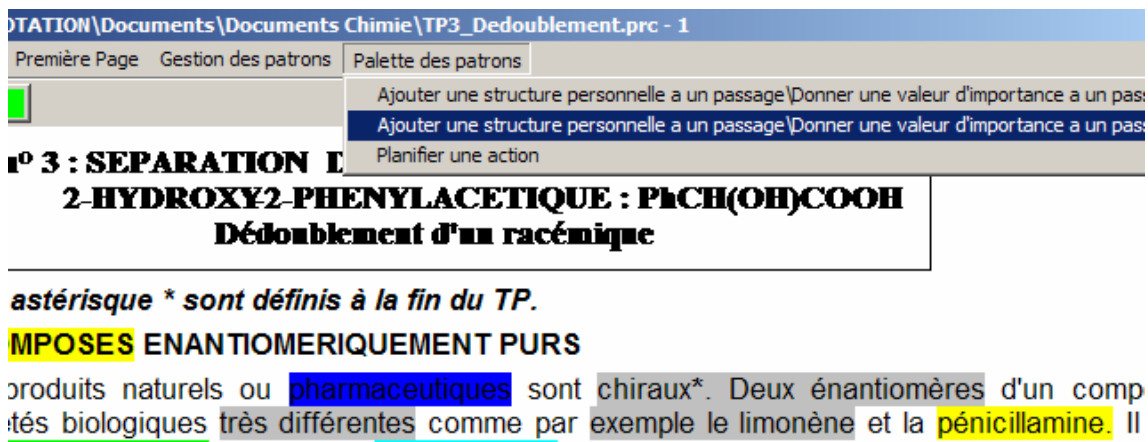 OTATION\Documents\Documents Chimie\TP3_Dedoublement.prc - 1
Première Page Gestion des patrons Palette des patrons
Ajouter une structure personnelle a un passage\Donner une valeur d'importance a un pass
Ajouter une structure personnelle a un passage\Donner une valeur d'importance a un pass
Planifier une action
nº 3 : SEPARATION D
2-HYDROXY-2-PHENYLACETIQUE : PhCH(OH)COOH
Dédoublement d'un racémique
astérisque * sont définis à la fin du TP.
MPOSES ENANTIOMERIQUEMENT PURS
produits naturels ou pharmaceutiques sont chiraux*. Deux énantiomères d'un comp
étés biologiques très différentes comme par exemple le limonène et la pénicillamine. Il